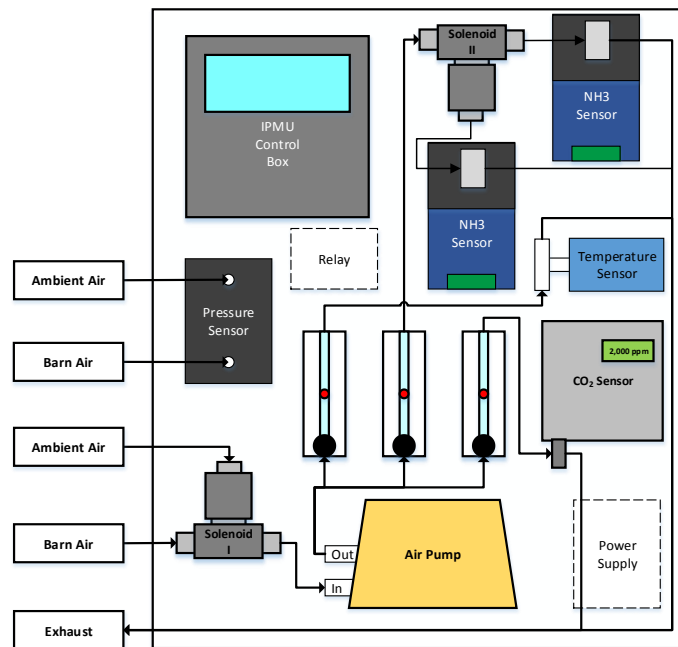 Solenoid
II
NH3
Sensor
IPMU
Control
Box
NH3
Sensor
Relay
Temperature
Sensor
Ambient Air
Pressure
Sensor
Barn Air
2,000 ppm
CO₂ Sensor
Ambient Air
Solenoid
I
Barn Air
Out
Air Pump
In
Power
Supply
Exhaust